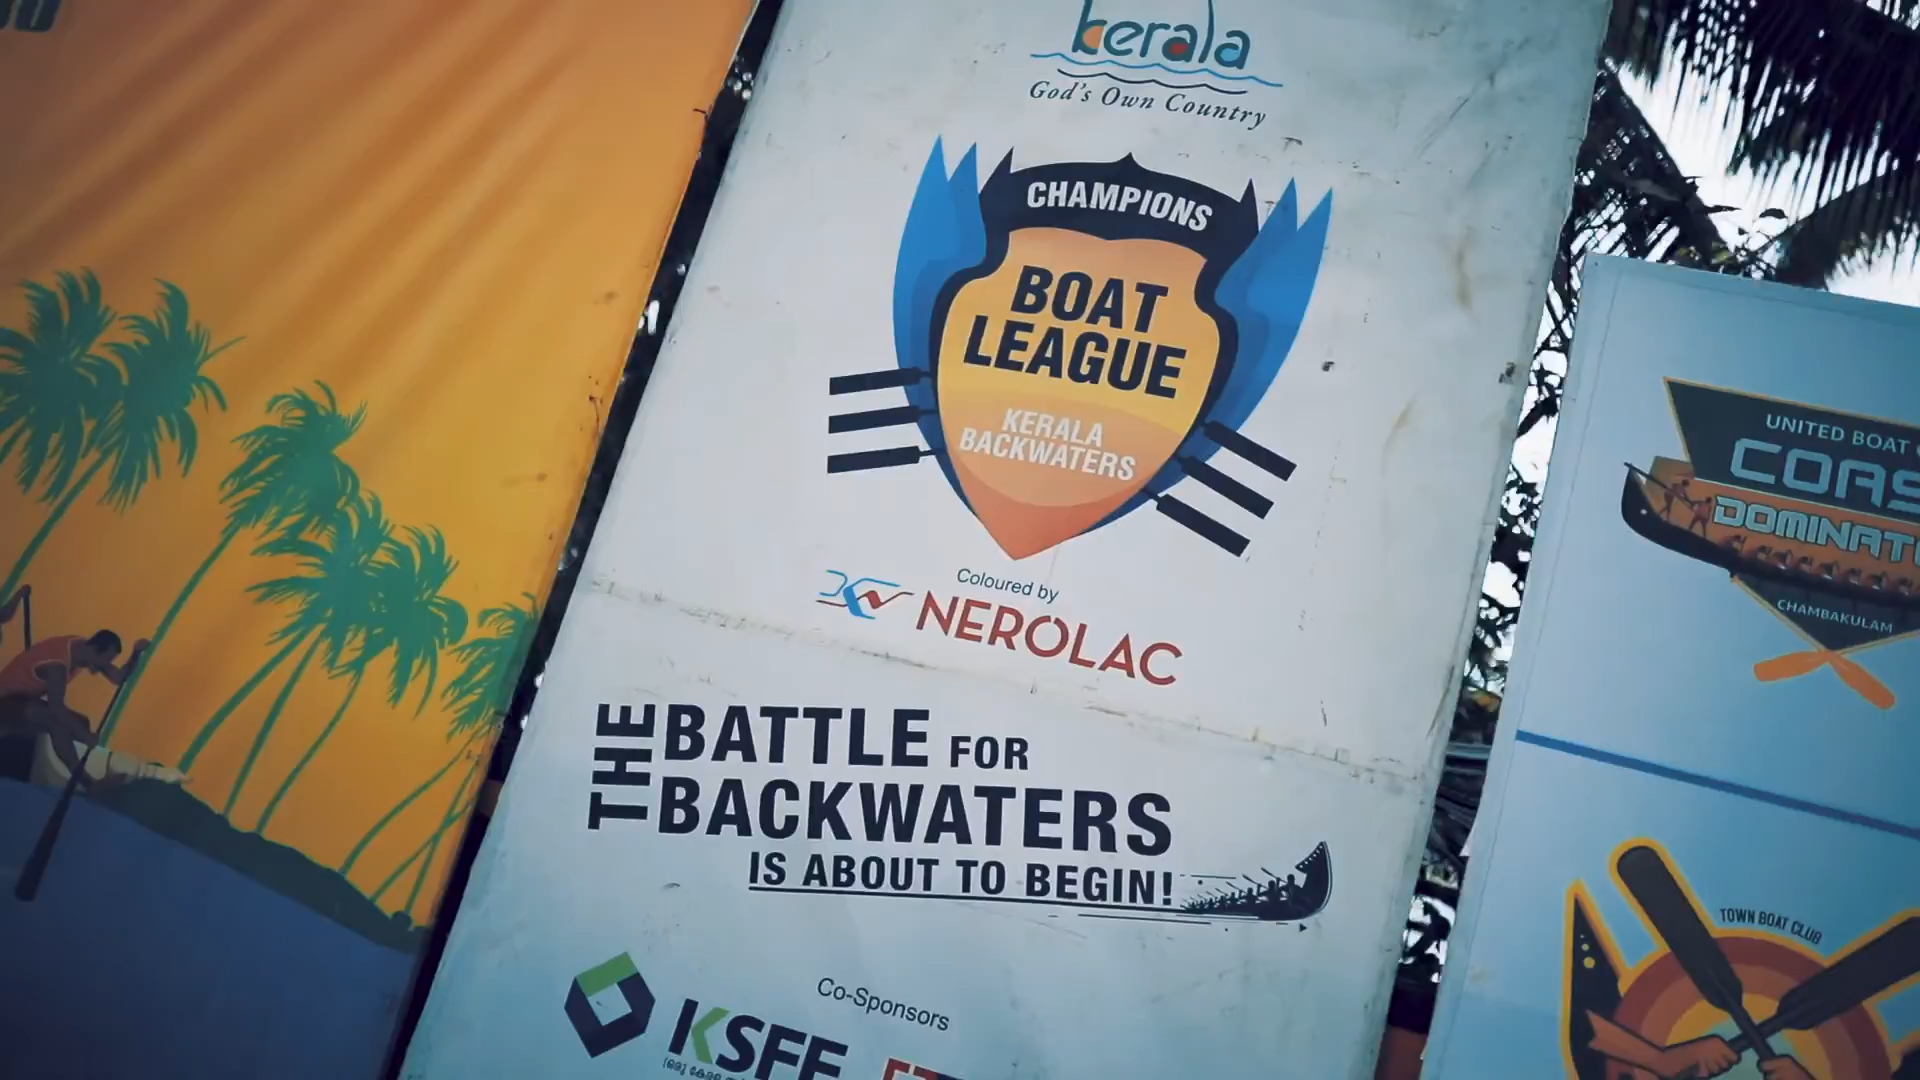 kerala
God's Own Country
CHAMPIONS
BOAT
LEAGUE
KERALA
BACKWATERS
Coloured by
NEROLAC
THE BATTLE FOR
BACKWATERS
IS ABOUT TO BEGIN!
Co-Sponsors
KSFE
UNITED BOAT
CHAMBAKULAM
TOWN BOAT CLUB